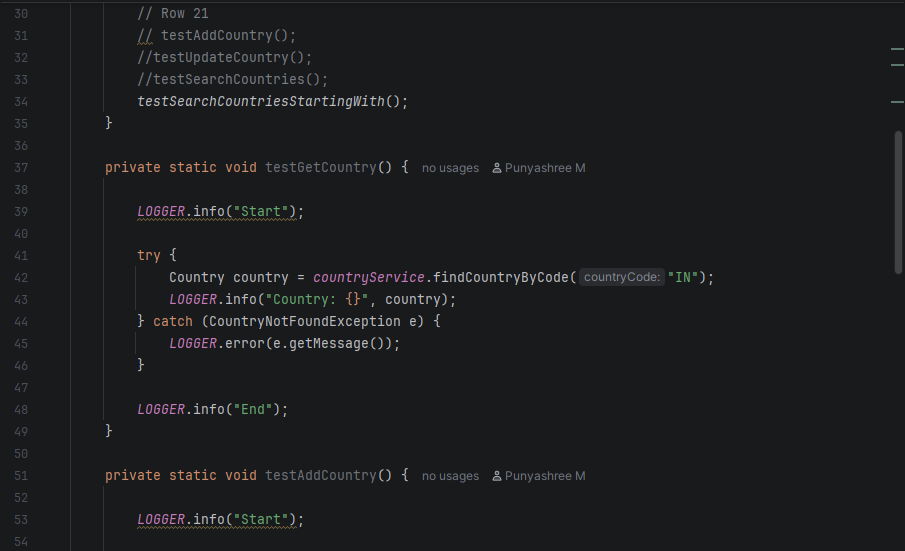 30 // Row 21
31 // testAddCountry();
32 //testUpdateCountry();
33 //testSearchCountries();
34 testSearchCountriesStartingWith();
35 }
36
37 private static void testGetCountry() { no usages Punyashree M
38
39 LOGGER.info("Start");
40
41 try {
42 Country country = countryService.findCountryByCode( countryCode: "IN");
43 LOGGER.info("Country: {}", country);
44 } catch (CountryNotFoundException e) {
45 LOGGER.error(e.getMessage());
46 }
47
48 LOGGER.info("End");
49 }
50
51 private static void testAddCountry() { no usages Punyashree M
52
53 LOGGER.info("Start");
54